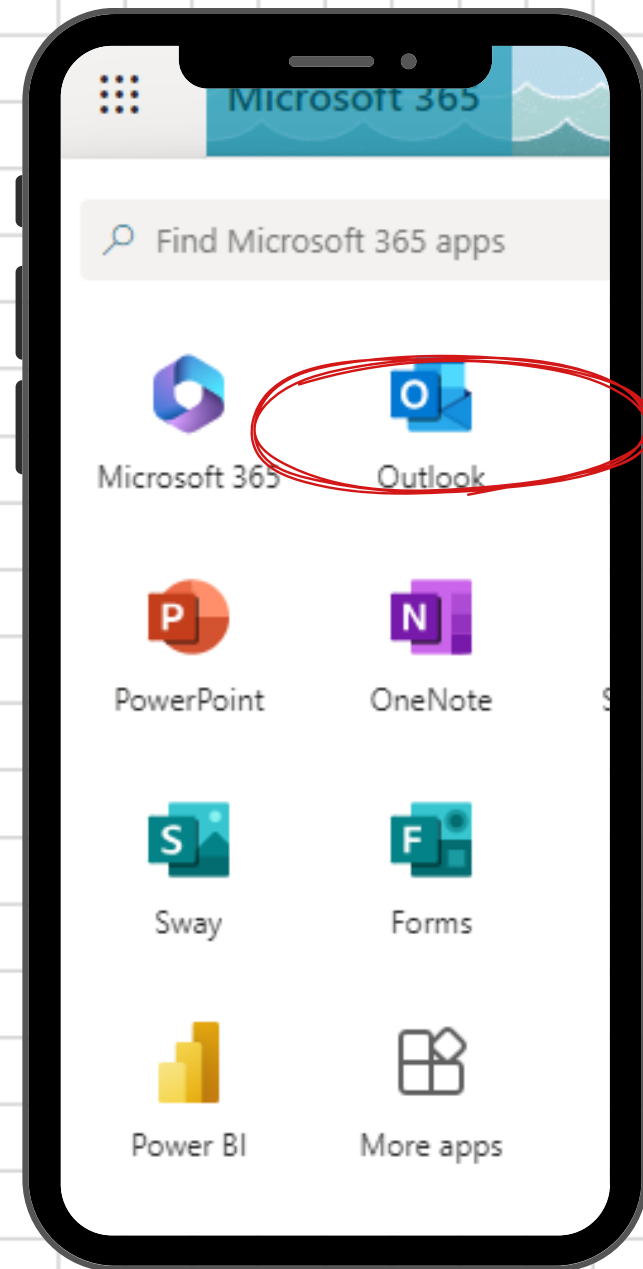 Microsoft 365
Find Microsoft 365 apps
Microsoft 365 Outlook
PowerPoint OneNote
Sway Forms
Power BI More apps